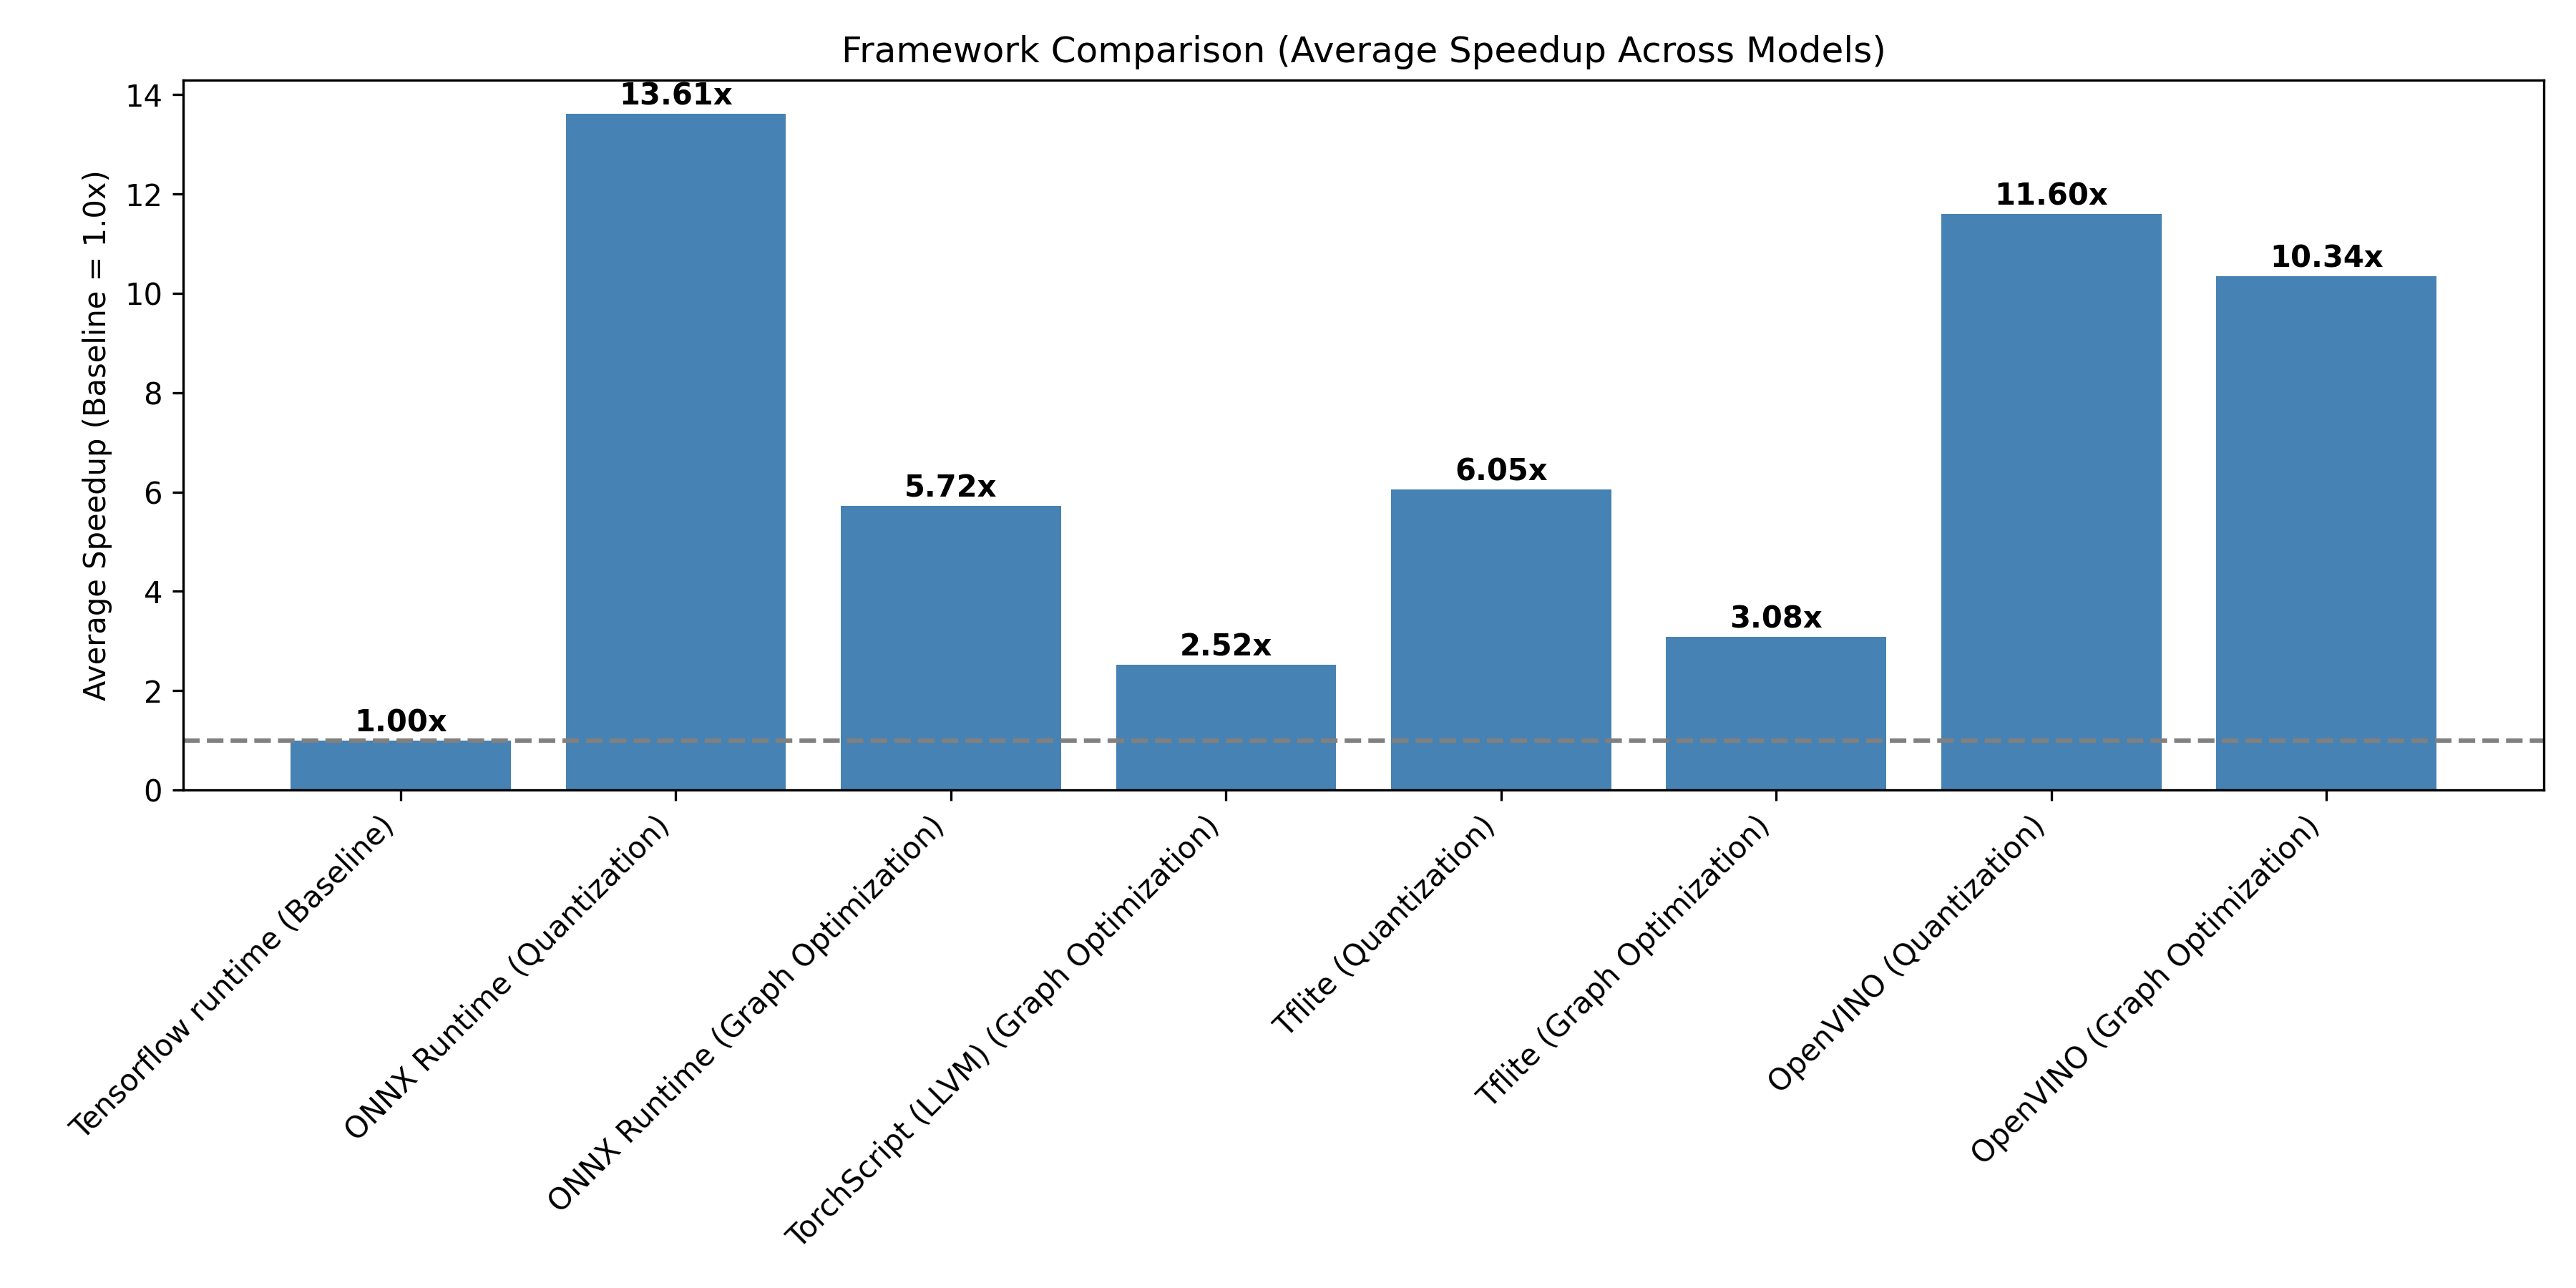 Framework Comparison (Average Speedup Across Models)
Average Speedup (Baseline = 1.0x)
14
12
10
8
6
4
2
0
1.00x
13.61x
5.72x
2.52x
6.05x
3.08x
11.60x
10.34x
Tensorflow runtime (Baseline)
ONNX Runtime (Quantization)
ONNX Runtime (Graph Optimization)
TorchScript (LLVM) (Graph Optimization)
Tflite (Quantization)
Tflite (Graph Optimization)
OpenVINO (Quantization)
OpenVINO (Graph Optimization)